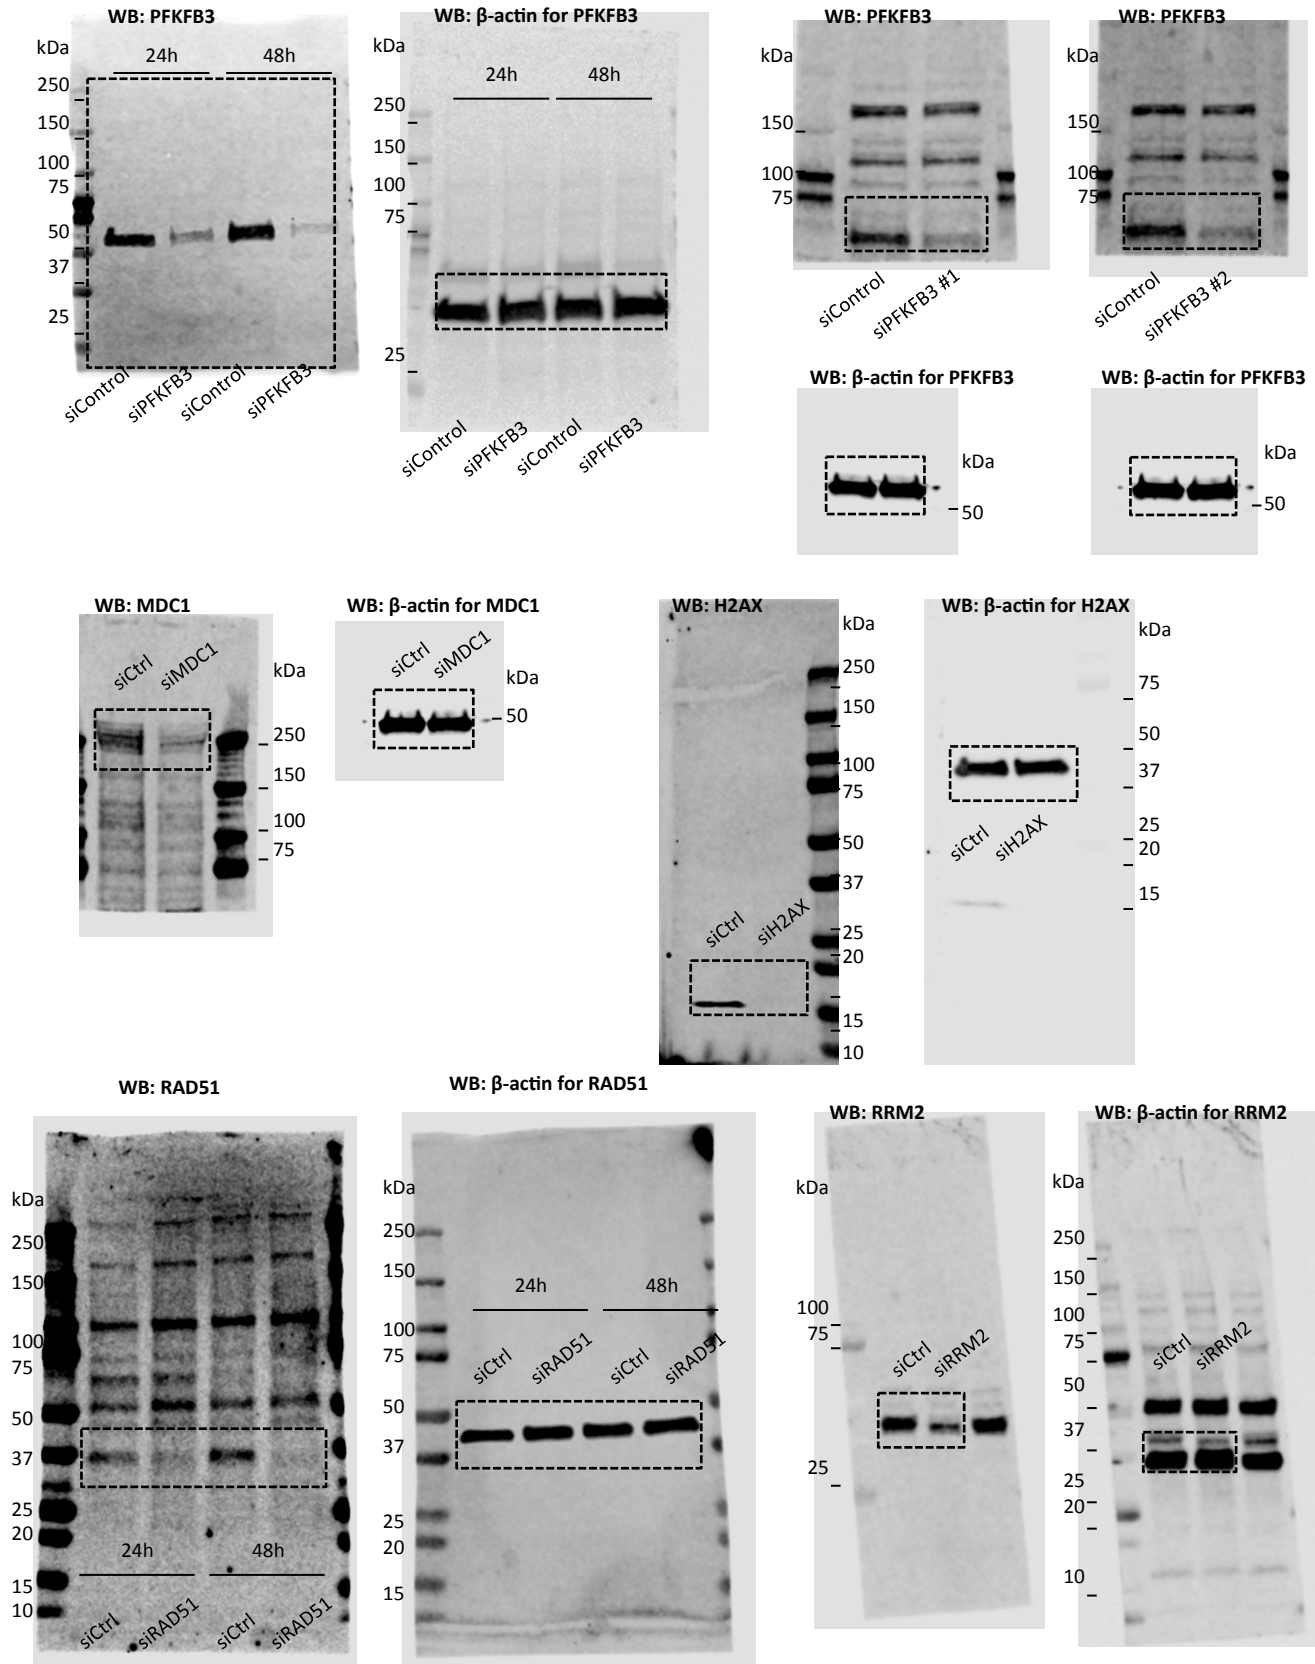 WB: PFKFB3
kDa
24h 48h
250
150
100
75
50
37
25
siControl siPFKFB3 siControl siPFKFB3
WB: β-actin for PFKFB3
kDa
24h 48h
250
150
100
75
25
siControl siPFKFB3 siControl siPFKFB3
WB: PFKFB3
kDa
150
100
75
siControl siPFKFB3 #1
WB: PFKFB3
kDa
150
100
75
siControl siPFKFB3 #2
WB: β-actin for PFKFB3
kDa
50
WB: β-actin for PFKFB3
kDa
50
WB: MDC1
siCtrl siMDC1
kDa
250
150
100
75
WB: β-actin for MDC1
siCtrl siMDC1
kDa
50
WB: H2AX
kDa
250
150
100
75
50
37
25
20
15
10
siCtrl siH2AX
WB: β-actin for H2AX
kDa
75
50
37
25
20
15
siCtrl siH2AX
WB: RAD51
kDa
250
150
100
75
50
37
25
20
15
10
24h 48h
siCtrl siRAD51 siCtrl siRAD51
WB: β-actin for RAD51
kDa
250
150
100
75
50
37
25
20
15
24h 48h
siCtrl siRAD51 siCtrl siRAD51
WB: RRM2
kDa
100
75
25
siCtrl siRRM2
WB: β-actin for RRM2
kDa
250
150
100
75
50
37
25
20
10
siCtrl siRRM2